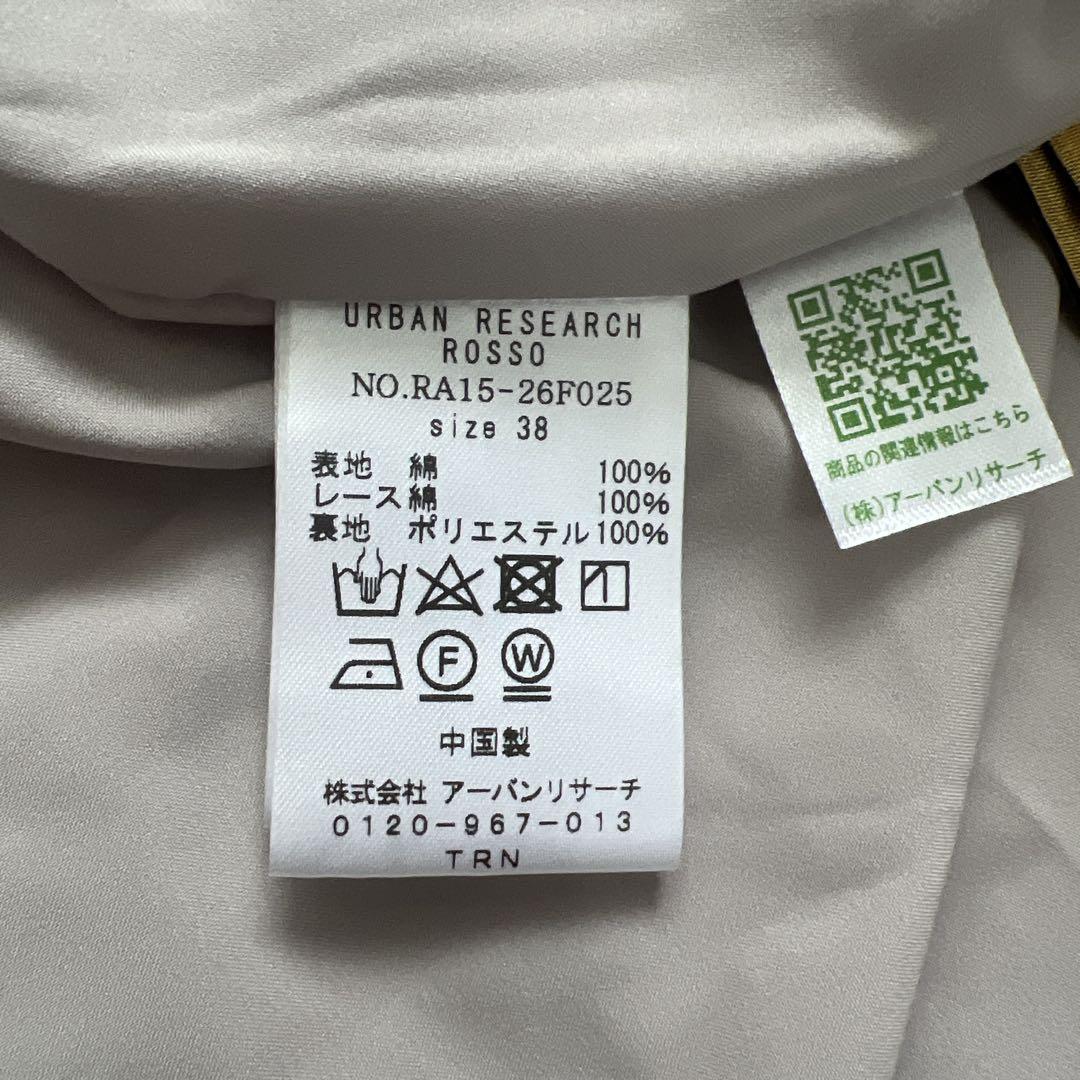 URBAN RESEARCH
ROSSO
NO.RA15-26F025
size 38
表地 綿 100%
レース綿 100%
裏地 ポリエステル100%
F W
中国製
株式会社 アーバンリサーチ
0120-967-013
TRN
商品の関連情報はこちら
(株)アーバンリサーチ